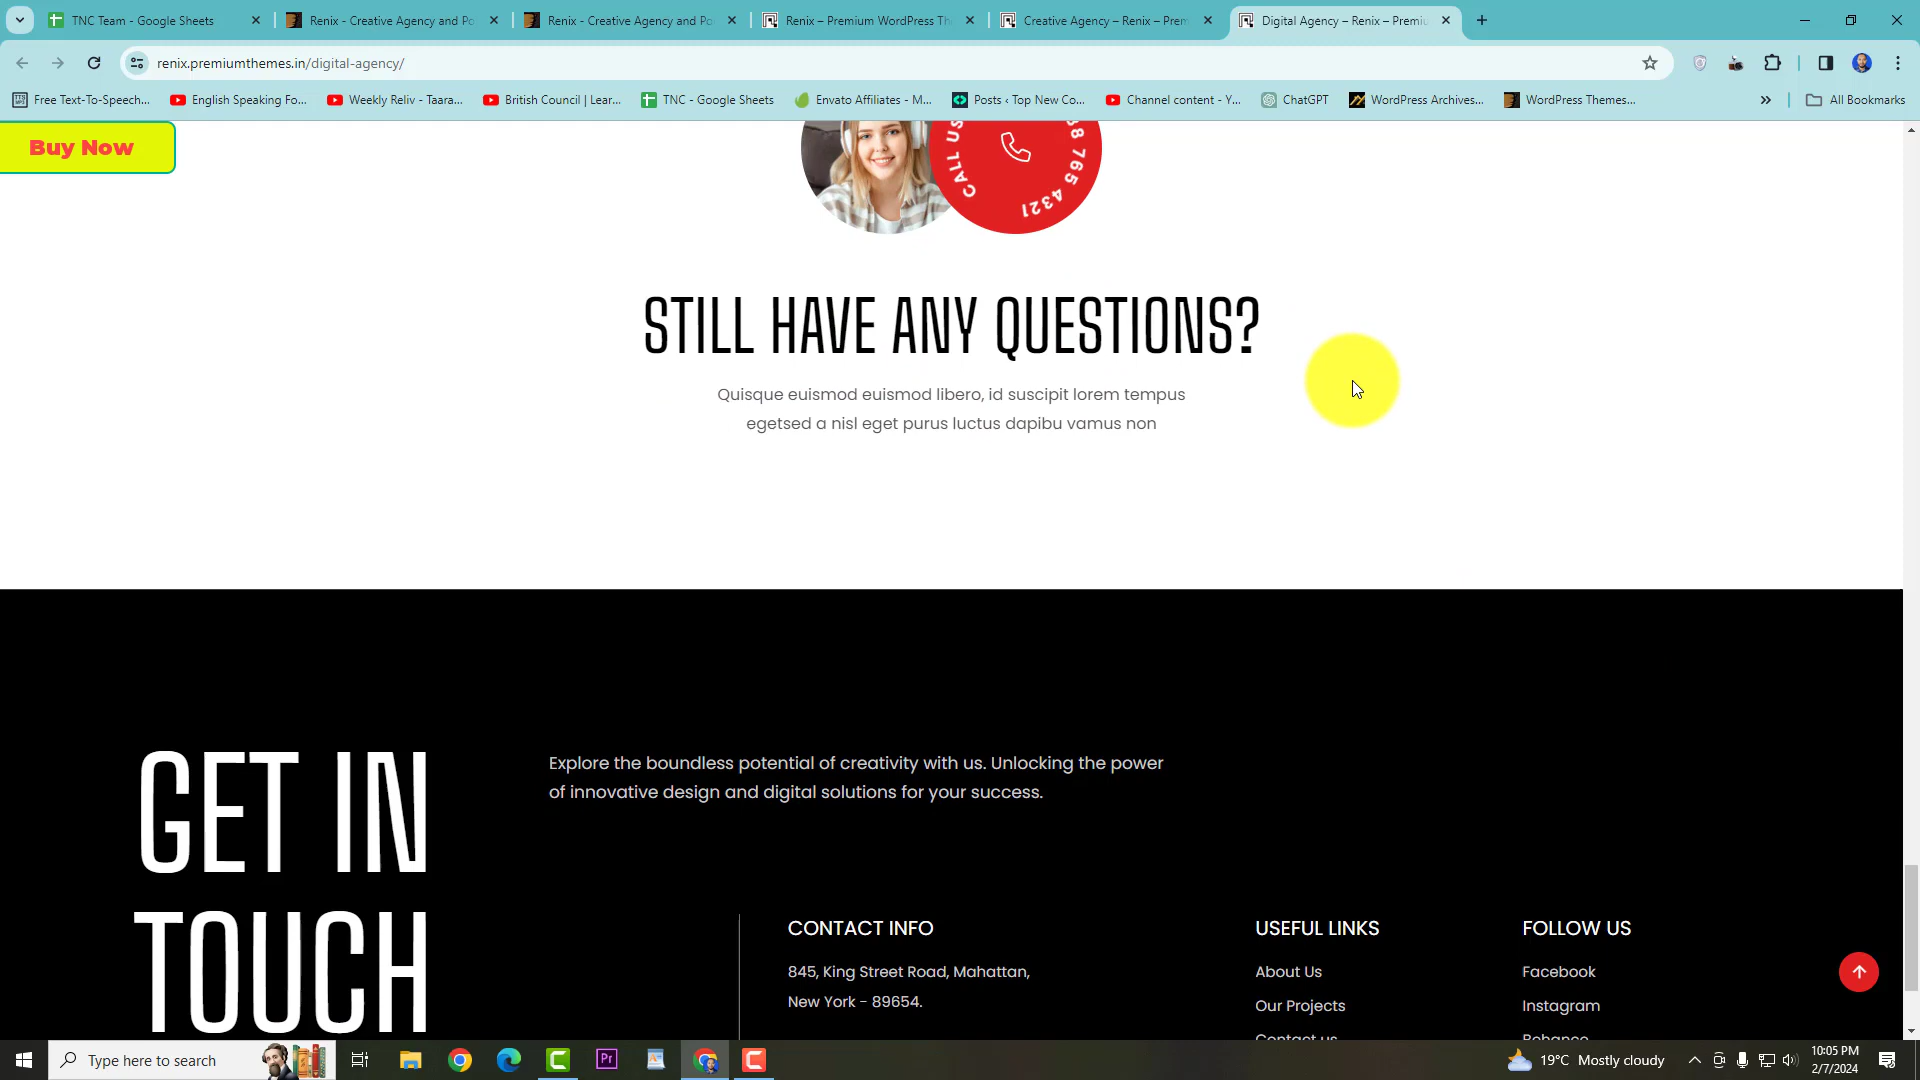 TNC Team - Google Sheets
Renix - Creative Agency and Po
Renix - Creative Agency and Po
Renix – Premium WordPress Th
Creative Agency – Renix – Prem
Digital Agency – Renix – Premiu
renix.premiumthemes.in/digital-agency/
Free Text-To-Speech...
English Speaking Fo...
Weekly Reliv - Taara...
British Council | Lear...
TNC - Google Sheets
Envato Affiliates - M...
Posts ‹ Top New Co...
Channel content - Y...
ChatGPT
WordPress Archives...
WordPress Themes...
All Bookmarks
Buy Now
CALL US
88 765 4321
STILL HAVE ANY QUESTIONS?
Quisque euismod euismod libero, id suscipit lorem tempus
egetsed a nisl eget purus luctus dapibu vamus non
GET IN
TOUCH
Explore the boundless potential of creativity with us. Unlocking the power
of innovative design and digital solutions for your success.
CONTACT INFO
845, King Street Road, Mahattan,
New York - 89654.
USEFUL LINKS
About Us
Our Projects
Contact us
FOLLOW US
Facebook
Instagram
Behance
Type here to search
Pr
19°C Mostly cloudy
10:05 PM
2/7/2024